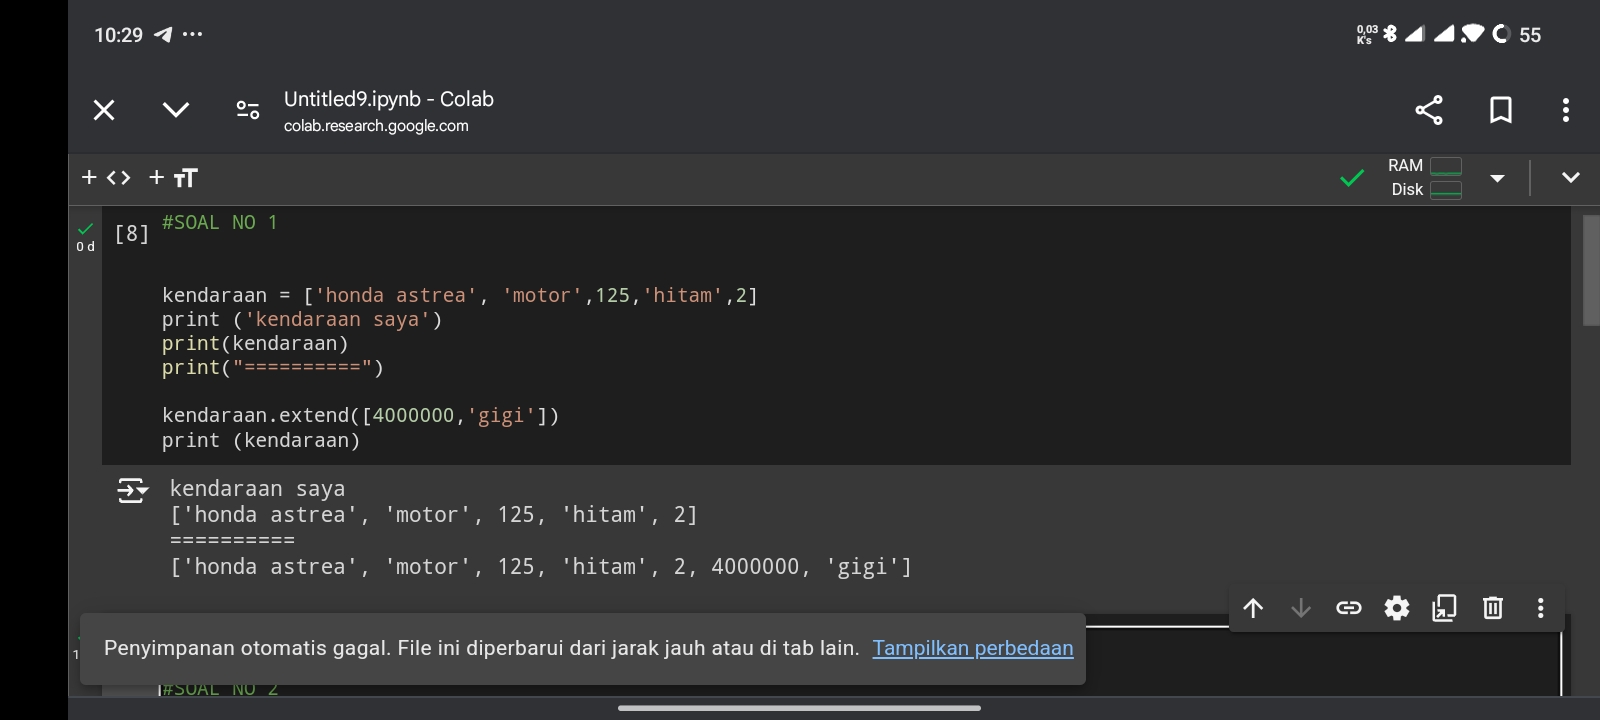 10:29 ···
0,03 K's 55
Untitled9.ipynb - Colab
colab.research.google.com
+ <> + TT
RAM
Disk
[8] #SOAL NO 1
0 d
kendaraan = ['honda astrea', 'motor',125,'hitam',2]
print ('kendaraan saya')
print(kendaraan)
print("==========")
kendaraan.extend([4000000,'gigi'])
print (kendaraan)
kendaraan saya
['honda astrea', 'motor', 125, 'hitam', 2]
==========
['honda astrea', 'motor', 125, 'hitam', 2, 4000000, 'gigi']
Penyimpanan otomatis gagal. File ini diperbarui dari jarak jauh atau di tab lain. Tampilkan perbedaan
#SOAL NO 2